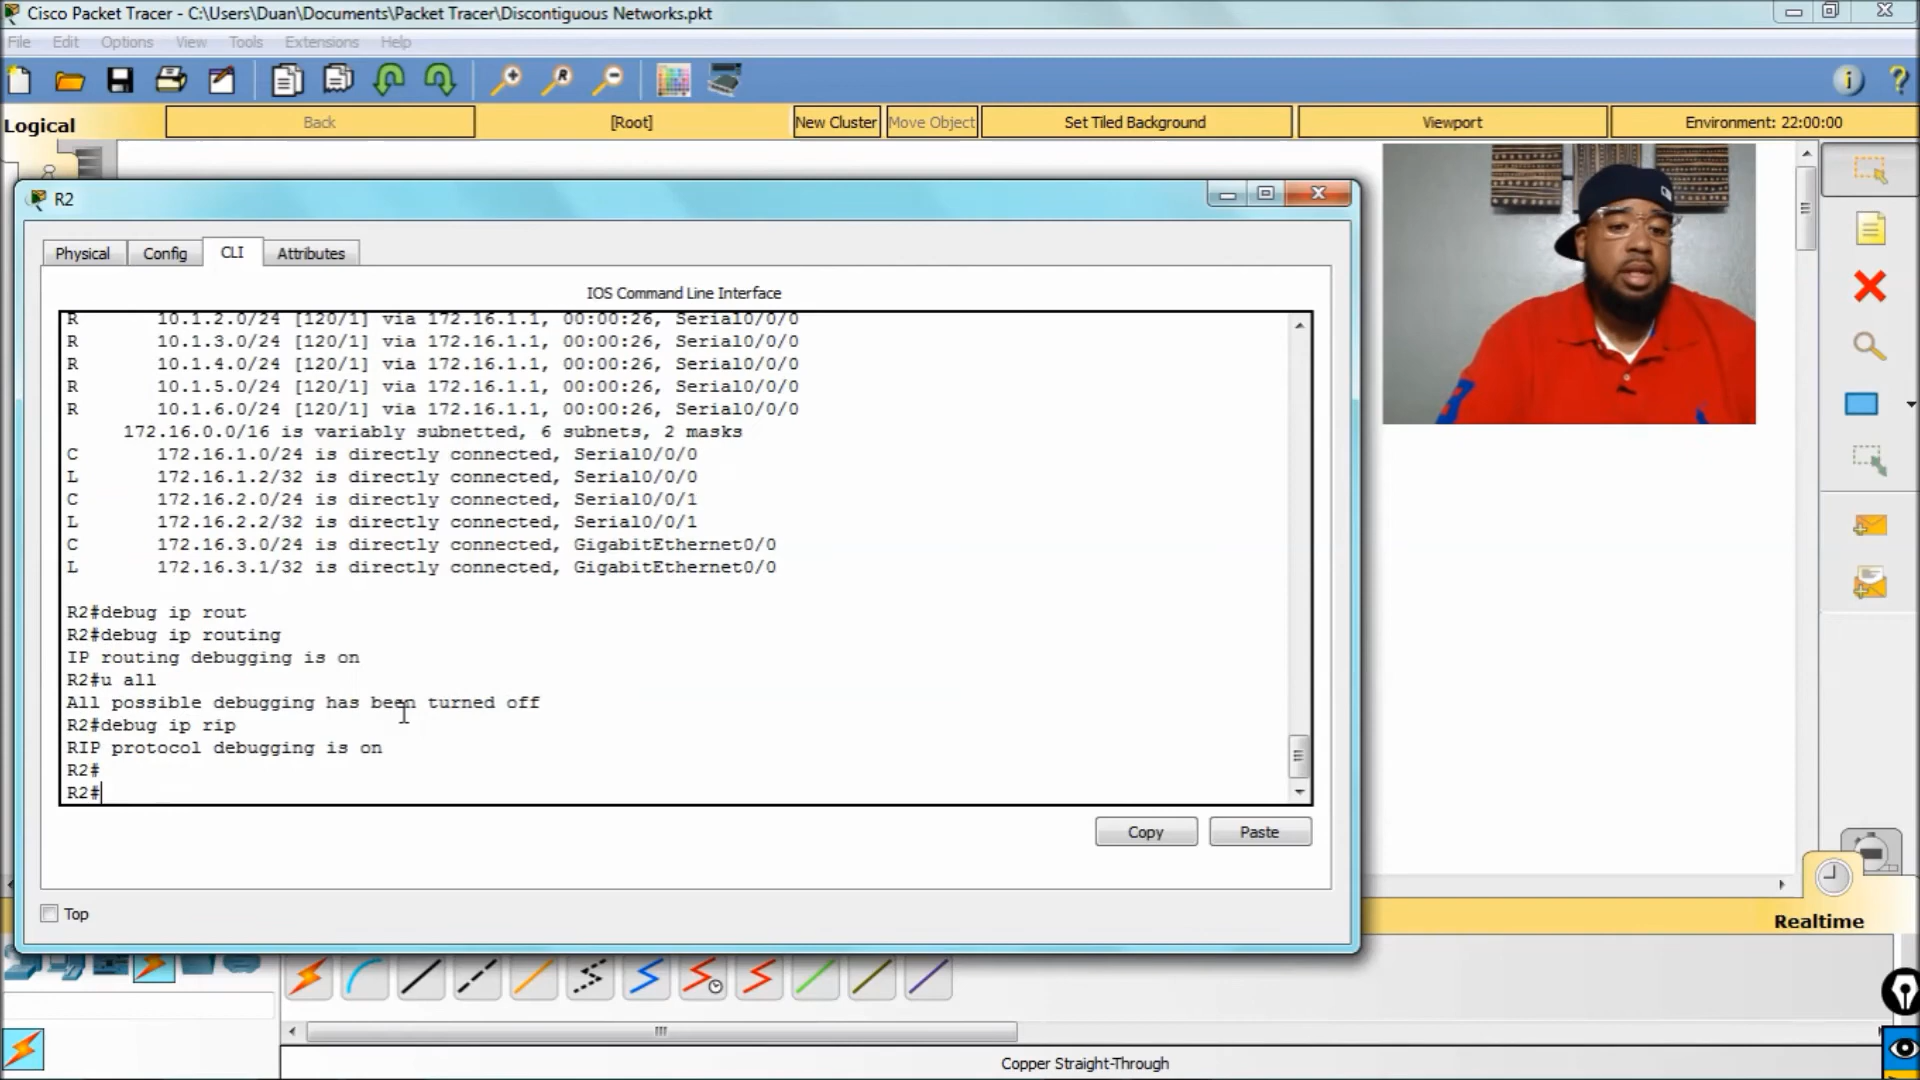 Cisco Packet Tracer - C:\Users\Duan\Documents\Packet Tracer\Discontiguous Networks.pkt
File Edit Options View Tools Extensions Help
Logical Back [Root] New Cluster Move Object Set Tiled Background Viewport Environment: 22:00:00
R2
Physical Config CLI Attributes
IOS Command Line Interface
R 10.1.2.0/24 [120/1] via 172.16.1.1, 00:00:26, Serial0/0/0
R 10.1.3.0/24 [120/1] via 172.16.1.1, 00:00:26, Serial0/0/0
R 10.1.4.0/24 [120/1] via 172.16.1.1, 00:00:26, Serial0/0/0
R 10.1.5.0/24 [120/1] via 172.16.1.1, 00:00:26, Serial0/0/0
R 10.1.6.0/24 [120/1] via 172.16.1.1, 00:00:26, Serial0/0/0
172.16.0.0/16 is variably subnetted, 6 subnets, 2 masks
C 172.16.1.0/24 is directly connected, Serial0/0/0
L 172.16.1.2/32 is directly connected, Serial0/0/0
C 172.16.2.0/24 is directly connected, Serial0/0/1
L 172.16.2.2/32 is directly connected, Serial0/0/1
C 172.16.3.0/24 is directly connected, GigabitEthernet0/0
L 172.16.3.1/32 is directly connected, GigabitEthernet0/0
R2#debug ip rout
R2#debug ip routing
IP routing debugging is on
R2#u all
All possible debugging has been turned off
R2#debug ip rip
RIP protocol debugging is on
R2#
R2#
Copy Paste
Top
Realtime
Copper Straight-Through